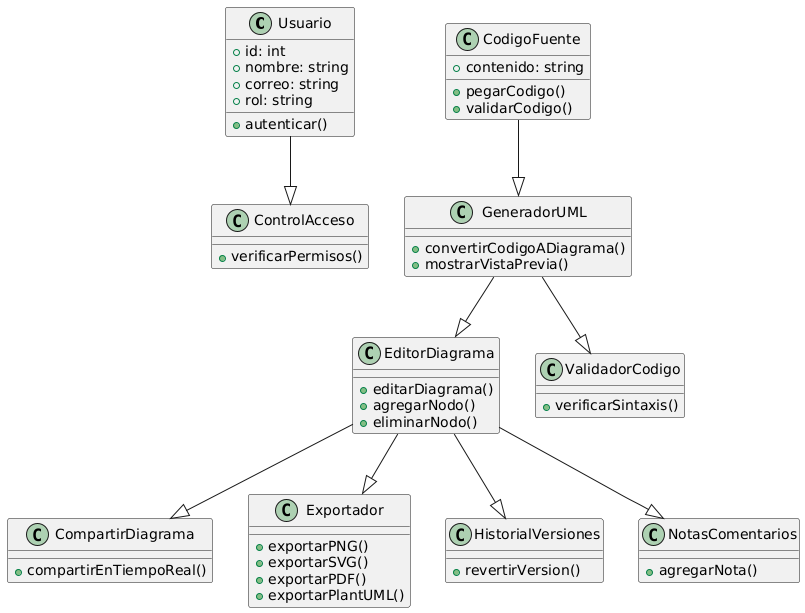 C Usuario
id: int
nombre: string
correo: string
rol: string
autenticar()
C CodigoFuente
contenido: string
pegarCodigo()
validarCodigo()
C ControlAcceso
verificarPermisos()
C GeneradorUML
convertirCodigoADiagrama()
mostrarVistaPrevia()
C EditorDiagrama
editarDiagrama()
agregarNodo()
eliminarNodo()
C ValidadorCodigo
verificarSintaxis()
C CompartirDiagrama
compartirEnTiempoReal()
C Exportador
exportarPNG()
exportarSVG()
exportarPDF()
exportarPlantUML()
C HistorialVersiones
revertirVersion()
C NotasComentarios
agregarNota()